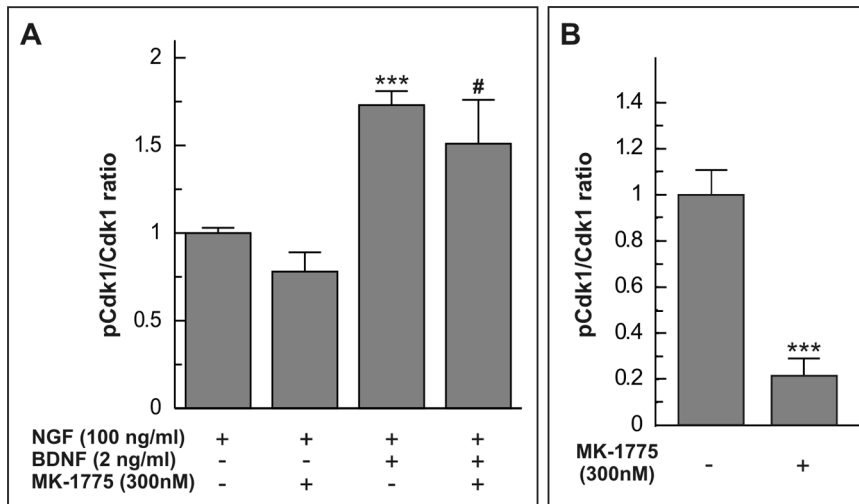 A
pCdk1/Cdk1 ratio
2
1.5
1
0.5
0
***
#
NGF (100 ng/ml) + + + +
BDNF (2 ng/ml) - - + +
MK-1775 (300nM) - + - +
B
pCdk1/Cdk1 ratio
1.4
1.2
1
0.8
0.6
0.4
0.2
0
***
MK-1775
(300nM) - +